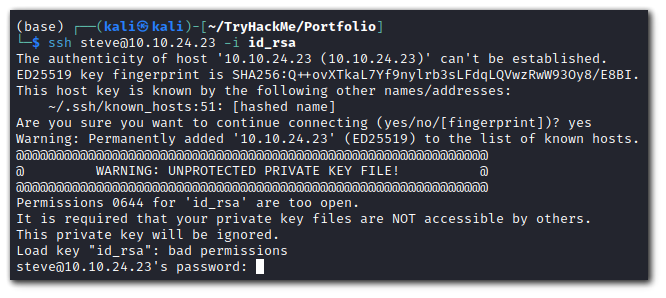 (base) ┌──(kali㉿kali)-[~/TryHackMe/Portfolio]
└─$ ssh steve@10.10.24.23 -i id_rsa
The authenticity of host '10.10.24.23 (10.10.24.23)' can't be established.
ED25519 key fingerprint is SHA256:Q++ovXTkaL7Yf9nylrb3sLFdqLQVwzRwW93Oy8/E8BI.
This host key is known by the following other names/addresses:
    ~/.ssh/known_hosts:51: [hashed name]
Are you sure you want to continue connecting (yes/no/[fingerprint])? yes
Warning: Permanently added '10.10.24.23' (ED25519) to the list of known hosts.
@@@@@@@@@@@@@@@@@@@@@@@@@@@@@@@@@@@@@@@@@@@@@@@@@@@@@@@@@@@
@         WARNING: UNPROTECTED PRIVATE KEY FILE!          @
@@@@@@@@@@@@@@@@@@@@@@@@@@@@@@@@@@@@@@@@@@@@@@@@@@@@@@@@@@@
Permissions 0644 for 'id_rsa' are too open.
It is required that your private key files are NOT accessible by others.
This private key will be ignored.
Load key "id_rsa": bad permissions
steve@10.10.24.23's password: